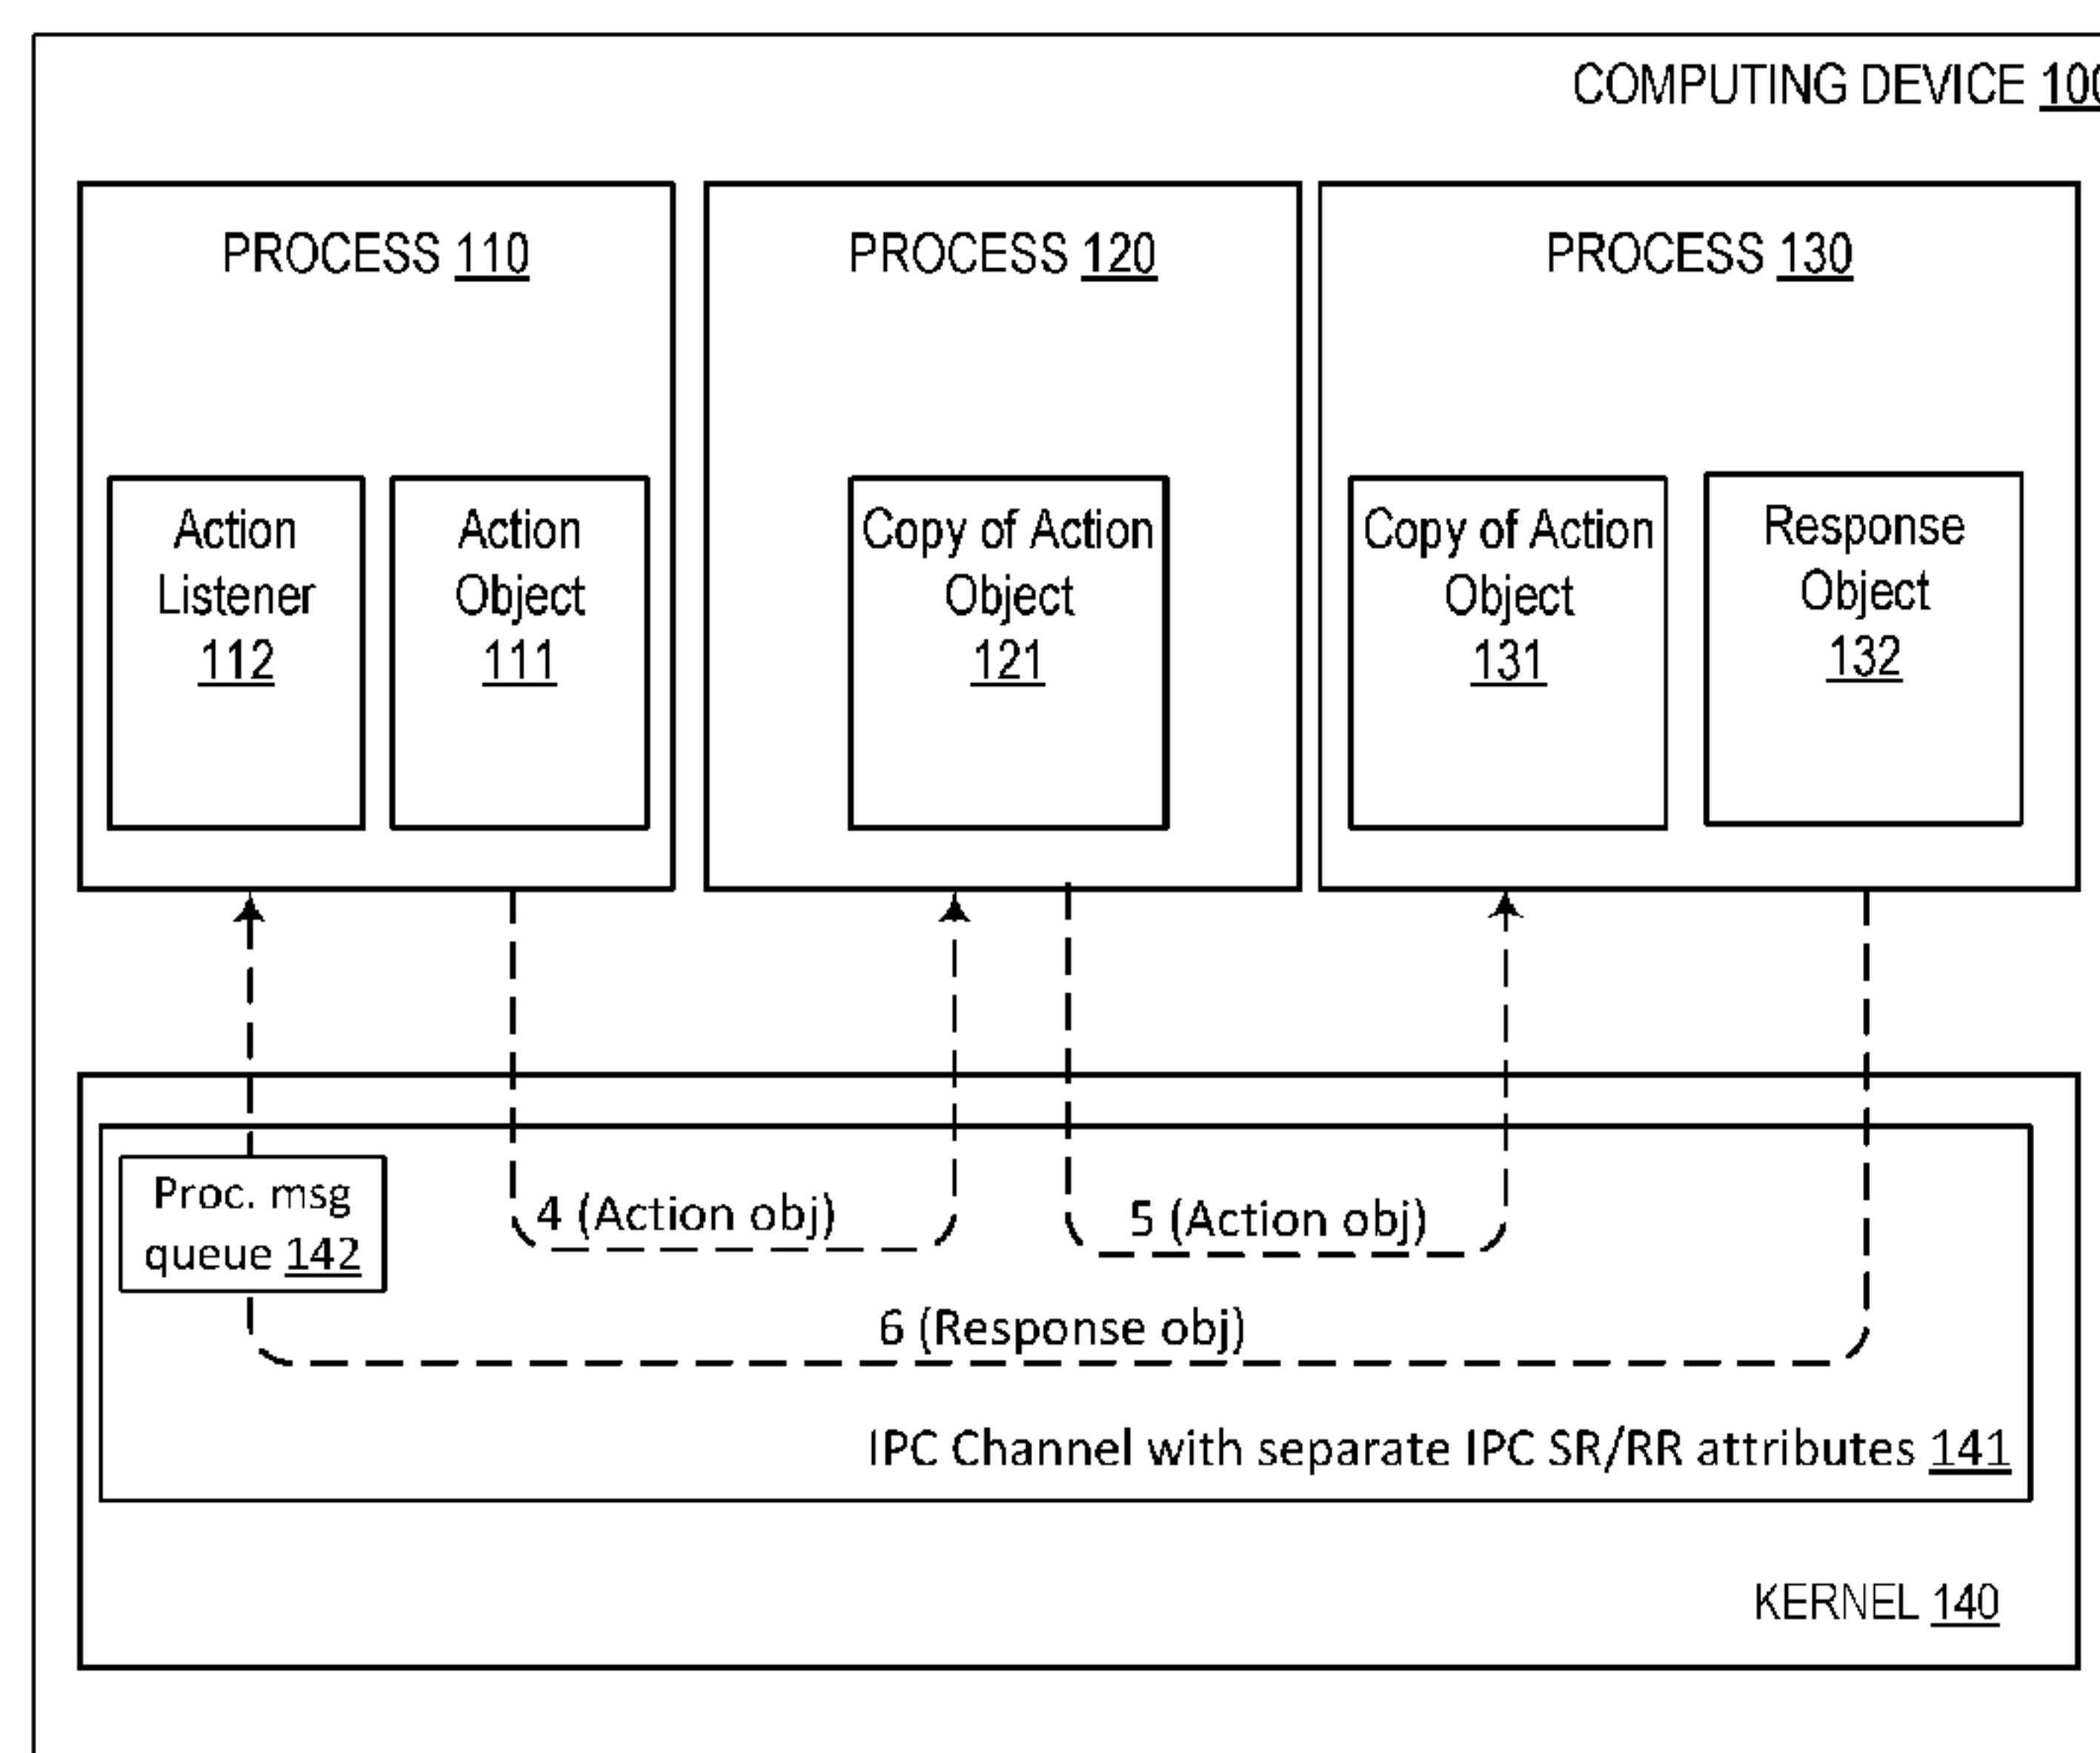 COMPUTING DEVICE 100
PROCESS 110
PROCESS 120
PROCESS 130
Action
Listener
112
Action
Object
111
Copy of Action
Object
121
Copy of Action
Object
131
Response
Object
132
Proc. msg
queue 142
4 (Action obj)
5 (Action obj)
6 (Response obj)
IPC Channel with separate IPC SR/RR attributes 141
KERNEL 140